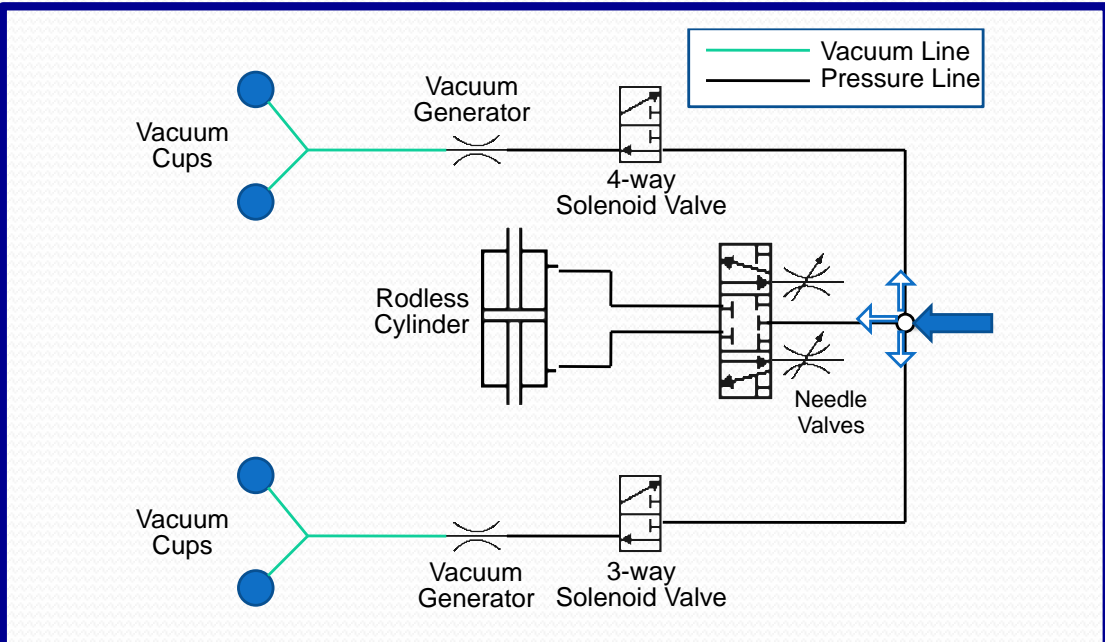 Vacuum Line
Pressure Line
Vacuum
Generator
Vacuum
Cups
4-way
Solenoid Valve
Rodless
Cylinder
Needle
Valves
Vacuum
Cups
Vacuum
Generator
3-way
Solenoid Valve